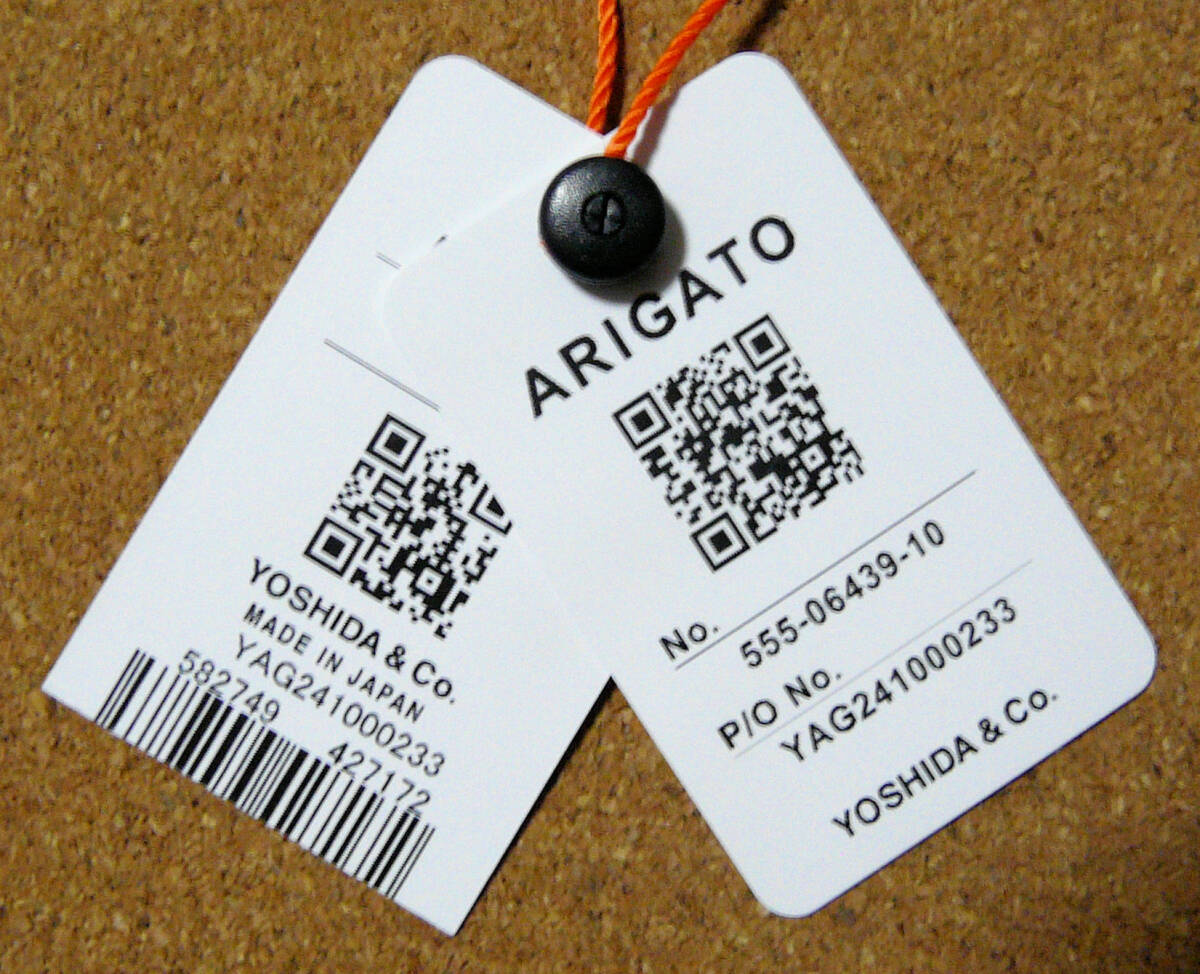 YOSHIDA & Co.
MADE IN JAPAN
YAG241000233
582749 427172
ARIGATO
No.
555-06439-10
P/O No.
YAG241000233
YOSHIDA & Co.